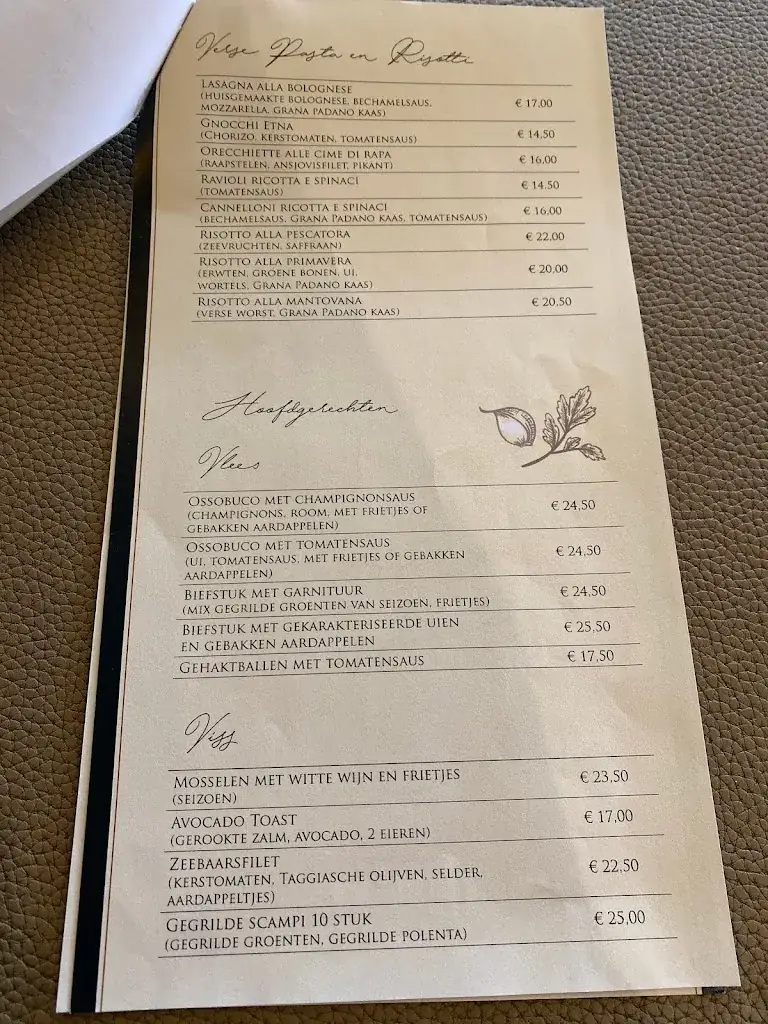 Verse Pasta en Risotti
Lasagna alla bolognese € 17,00
(huisgemaakte bolognese, bechamelsaus,
mozzarella, grana padano kaas)
Gnocchi Etna € 14,50
(Chorizo, kerstomaten, tomatensaus)
Orecchiette alle cime di rapa € 16,00
(raapstelen, ansjovisfilet, pikant)
Ravioli ricotta e spinaci € 14,50
(tomatensaus)
Cannelloni ricotta e spinaci € 16,00
(bechamelsaus, Grana Padano kaas, tomatensaus)
Risotto alla pescatora € 22,00
(zeevruchten, saffraan)
Risotto alla primavera € 20,00
(erwten, groene bonen, ui,
wortels, Grana Padano kaas)
Risotto alla mantovana € 20,50
(verse worst, Grana Padano kaas)
Hoofdgerechten
Vlees
Ossobuco met champignonsaus € 24,50
(champignons, room, met frietjes of
gebakken aardappelen)
Ossobuco met tomatensaus € 24,50
(ui, tomatensaus, met frietjes of gebakken
aardappelen)
Biefstuk met garnituur € 24,50
(mix gegrilde groenten van seizoen, frietjes)
Biefstuk met gekarakteriseerde uien € 25,50
en gebakken aardappelen
Gehaktballen met tomatensaus € 17,50
Viss
Mosselen met witte wijn en frietjes € 23,50
(seizoen)
Avocado Toast € 17,00
(gerookte zalm, avocado, 2 eieren)
Zeebaarsfilet € 22,50
(kerstomaten, Taggiasche olijven, selder,
aardappeltjes)
Gegrilde scampi 10 stuk € 25,00
(gegrilde groenten, gegrilde polenta)